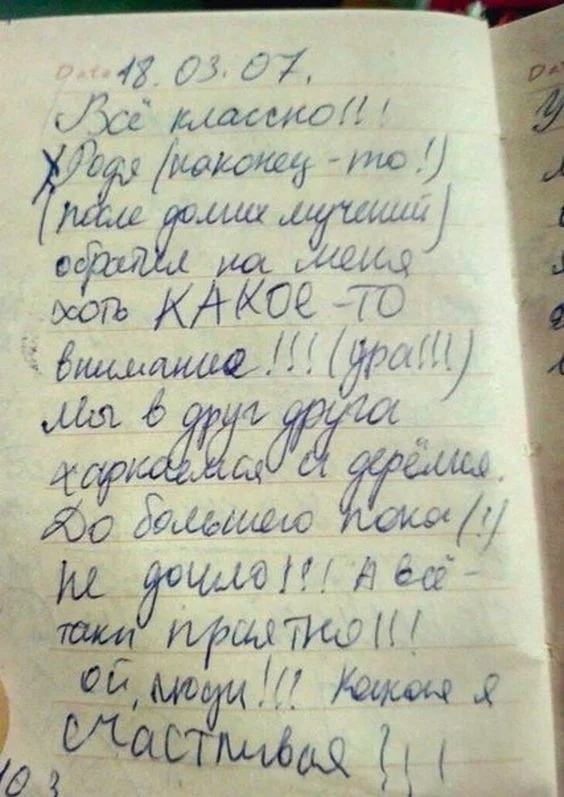 Data 18.03.07.
Всё классно!!!
Родя (наконец-то!)
(после долгих мучений)
обратил на меня
хоть КАКОЕ-ТО
внимание!!! (ура!!!)
Мы в друг друга
харкаемся и дерёмся.
До большего пока (!)
не дошло!!! А всё-
таки приятно!!!
ой, люди!!! Какая я
счастливая!!!